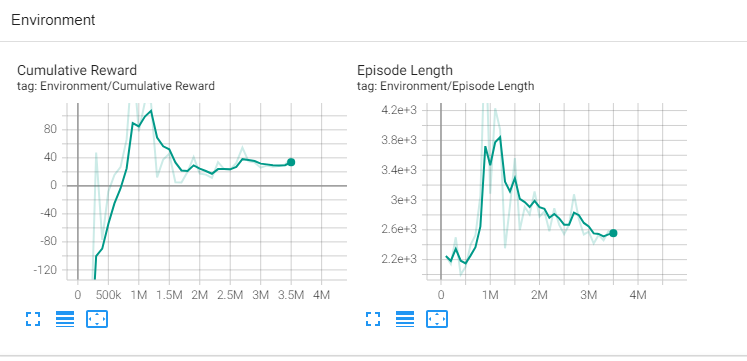 Environment
Cumulative Reward
tag: Environment/Cumulative Reward
80
40
0
-40
-80
-120
0 500k 1M 1.5M 2M 2.5M 3M 3.5M 4M
Episode Length
tag: Environment/Episode Length
4.2e+3
3.8e+3
3.4e+3
3e+3
2.6e+3
2.2e+3
0 1M 2M 3M 4M